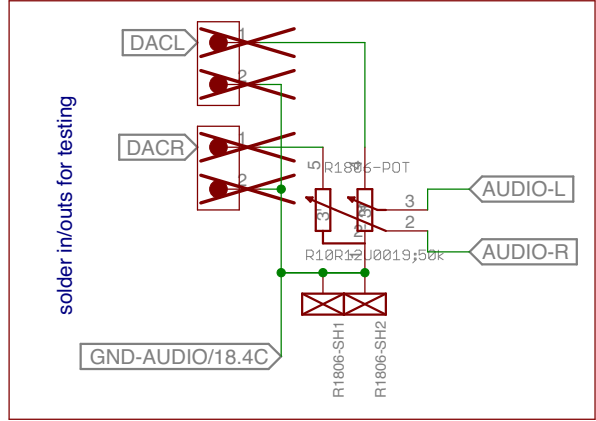 DACL
1
2
DACR
1
2
solder in/outs for testing
5
R1806-POT
AUDIO-L
3
2
AUDIO-R
R10R12U0019;50k
GND-AUDIO/18.4C
R1806-SH1
R1806-SH2